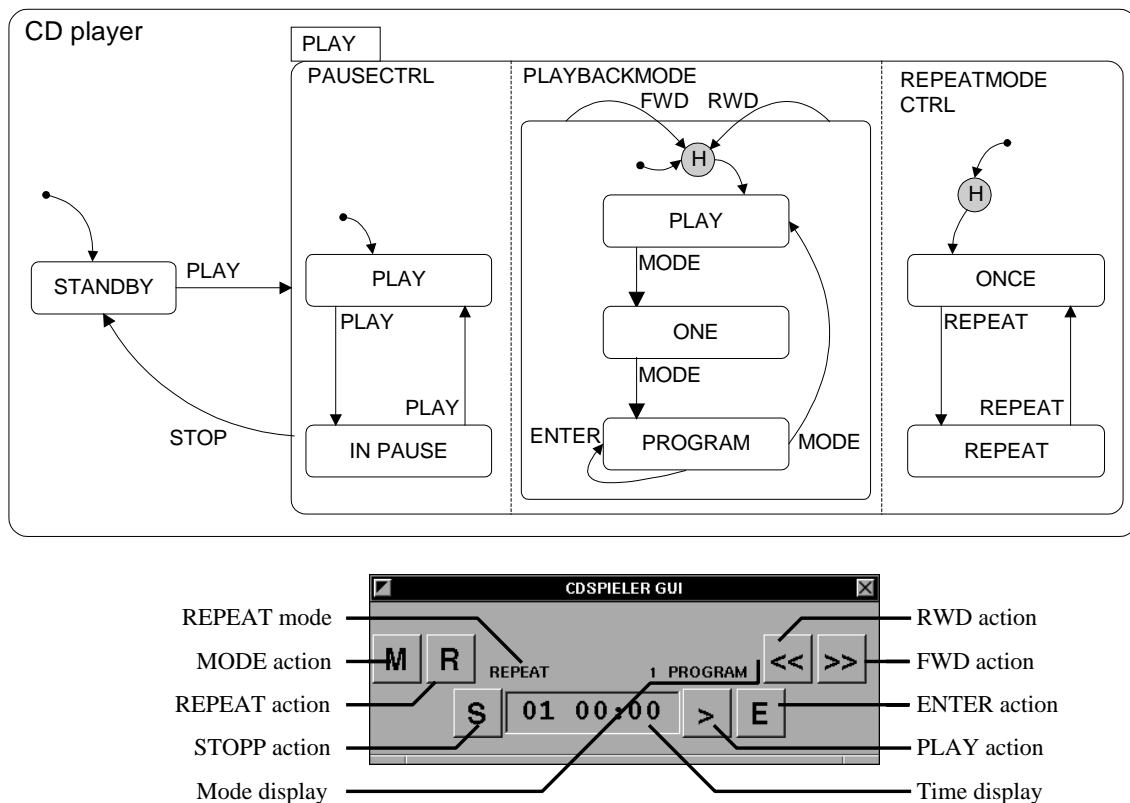 CD player
PLAY
PAUSECTRL
PLAYBACKMODE
REPEATMODE
CTRL
FWD
RWD
H
H
PLAY
STANDBY
PLAY
PLAY
MODE
ONCE
PLAY
ONE
REPEAT
MODE
PLAY
REPEAT
STOP
IN PAUSE
ENTER
PROGRAM
MODE
REPEAT
CDSPIELER GUI
REPEAT mode
RWD action
MODE action
M
R
REPEAT
1 PROGRAM
<<
>>
FWD action
REPEAT action
S
01 00:00
>
E
ENTER action
STOPP action
PLAY action
Mode display
Time display